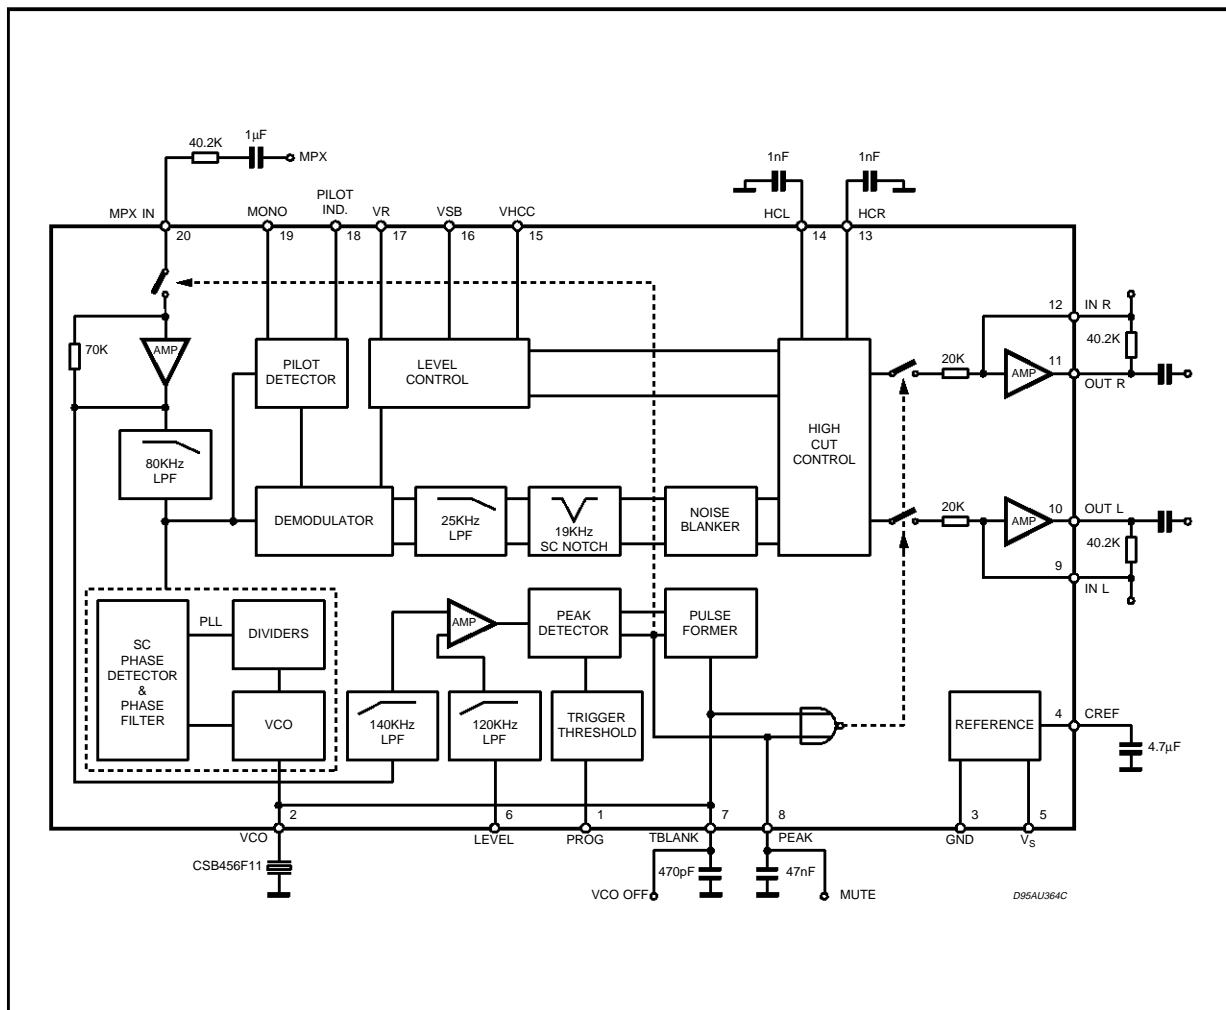 40.2K
1µF
MPX
1nF
1nF
MPX IN
MONO
PILOT
IND.
VR
VSB
VHCC
HCL
HCR
20
19
18
17
16
15
14
13
70K
AMP
PILOT
DETECTOR
LEVEL
CONTROL
12
IN R
40.2K
20K
AMP
11
OUT R
HIGH
CUT
CONTROL
80KHz
LPF
DEMODULATOR
25KHz
LPF
19KHz
SC NOTCH
NOISE
BLANKER
20K
AMP
10
OUT L
40.2K
9
IN L
PLL
SC
PHASE
DETECTOR
&
PHASE
FILTER
DIVIDERS
VCO
AMP
PEAK
DETECTOR
PULSE
FORMER
140KHz
LPF
120KHz
LPF
TRIGGER
THRESHOLD
REFERENCE
4
CREF
4.7µF
2
6
1
7
8
3
5
VCO
LEVEL
PROG
TBLANK
PEAK
GND
VS
CSB456F11
VCO OFF
470pF
47nF
MUTE
D95AU364C